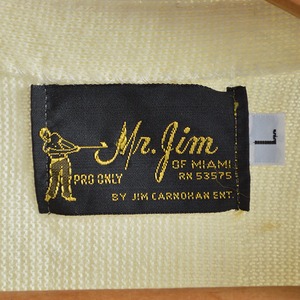 Mr. Jim
OF MIAMI
PRO ONLY
RN 53575
BY JIM CARNOHAN ENT.
L